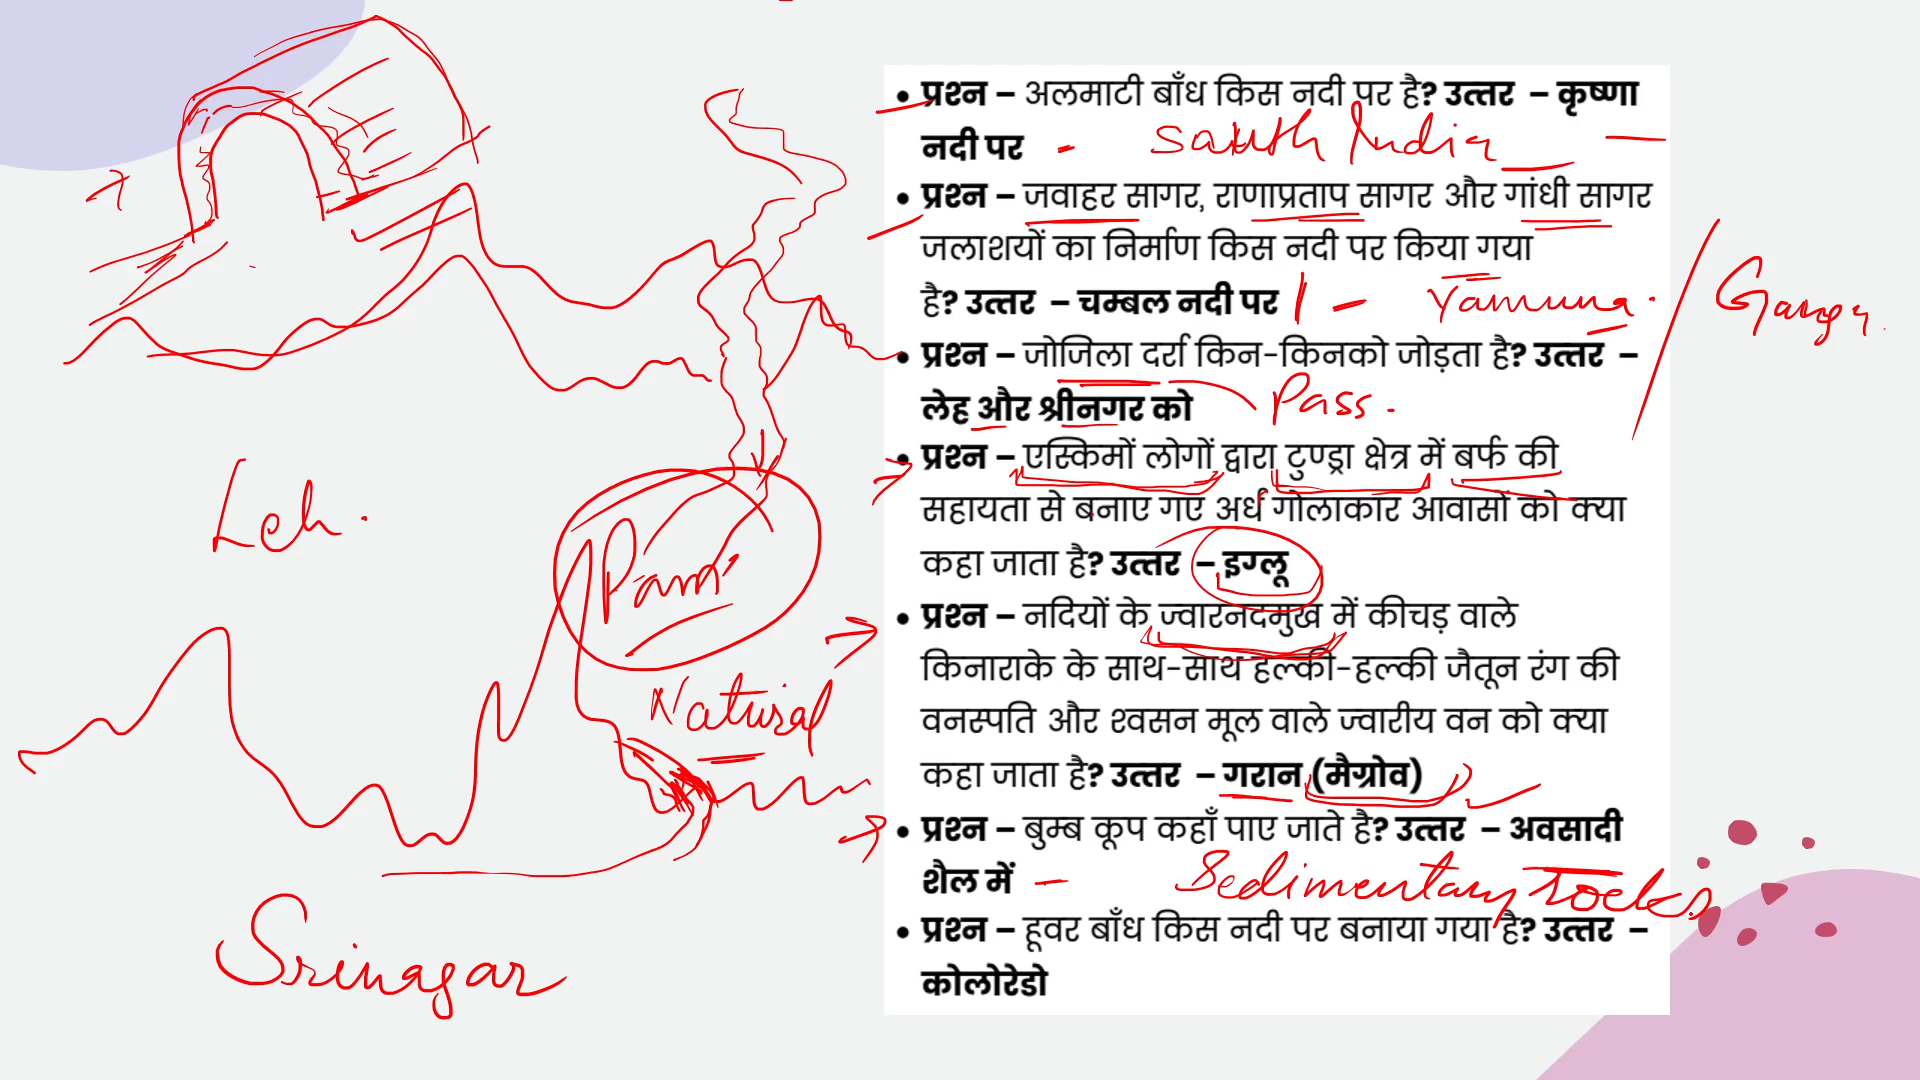 • प्रश्न – अलमाटी बाँध किस नदी पर है? उत्तर – कृष्णा
नदी पर - South India
• प्रश्न – जवाहर सागर, राणाप्रताप सागर और गांधी सागर
जलाशयों का निर्माण किस नदी पर किया गया
है? उत्तर – चम्बल नदी पर - Yamuna. / Ganga.
• प्रश्न – जोजिला दर्रा किन-किनको जोड़ता है? उत्तर –
लेह और श्रीनगर को Pass.
• प्रश्न – एस्किमों लोगों द्वारा टुण्ड्रा क्षेत्र में बर्फ की
सहायता से बनाए गए अर्ध गोलाकार आवासों को क्या
कहा जाता है? उत्तर – इग्लू
• प्रश्न – नदियों के ज्वारनदमुख में कीचड़ वाले
किनाराके के साथ-साथ हल्की-हल्की जैतून रंग की
वनस्पति और श्वसन मूल वाले ज्वारीय वन को क्या
कहा जाता है? उत्तर – गरान (मैग्रोव)
• प्रश्न – बुम्ब कूप कहाँ पाए जाते है? उत्तर – अवसादी
शैल में - Sedimentary rocks
• प्रश्न – हूवर बाँध किस नदी पर बनाया गया है? उत्तर –
कोलोरेडो
Leh.
Natural
Srinagar